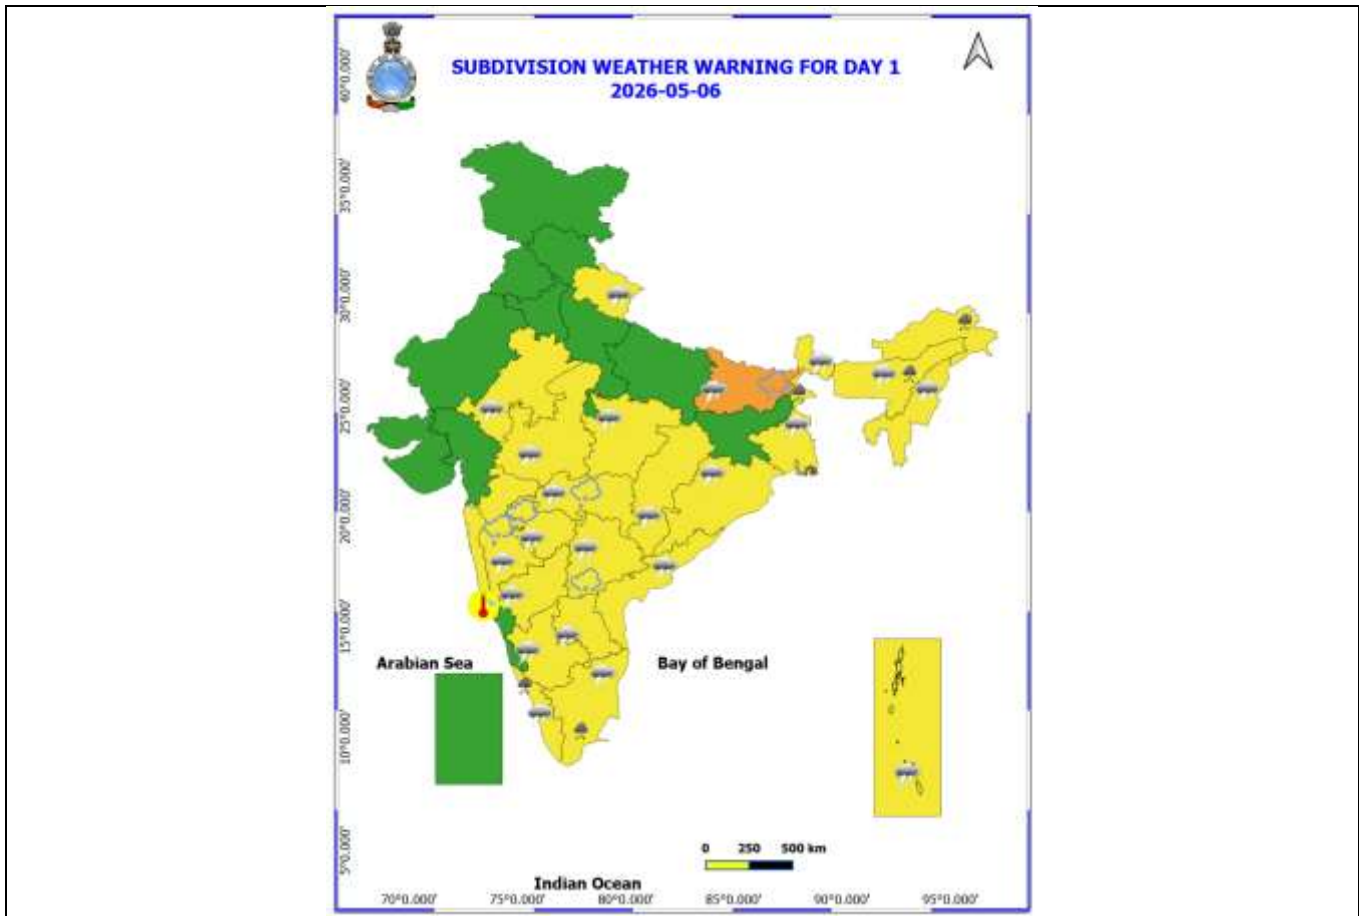 SUBDIVISION WEATHER WARNING FOR DAY 1
2026-05-06
40°0.000'
35°0.000'
30°0.000'
25°0.000'
20°0.000'
15°0.000'
10°0.000'
5°0.000'
Arabian Sea
Bay of Bengal
0 250 500 km
Indian Ocean
70°0.000' 75°0.000' 80°0.000' 85°0.000' 90°0.000' 95°0.000'